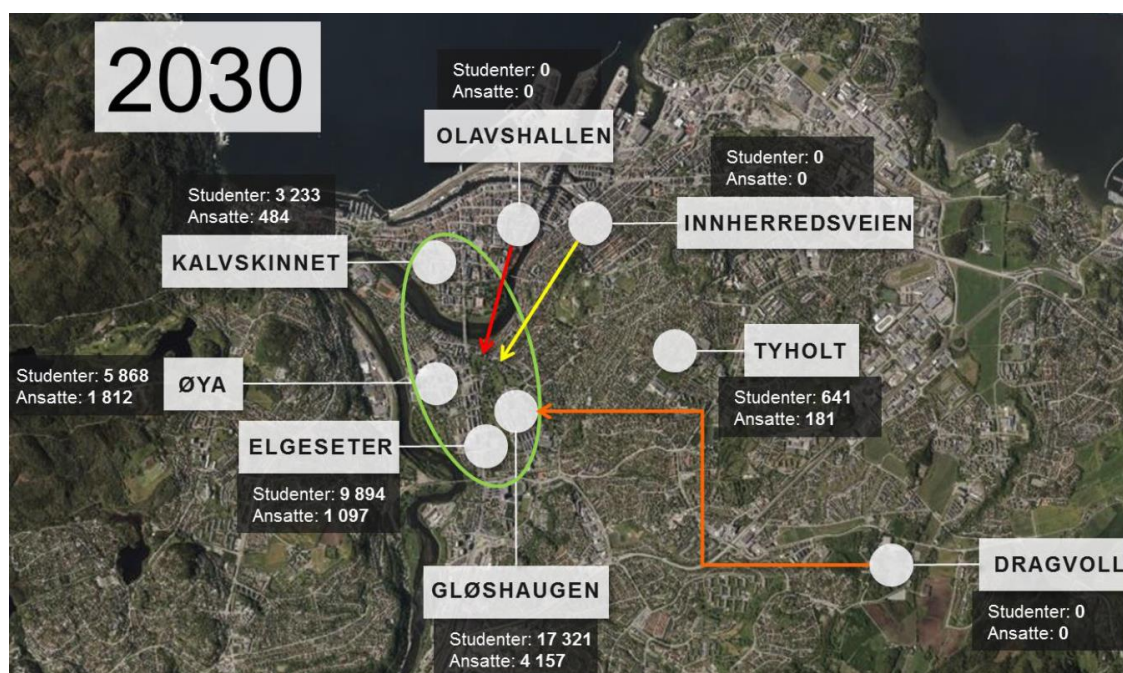 2030
Studenter: 0
Ansatte: 0
OLAVSHALLEN
Studenter: 0
Ansatte: 0
INNHERREDSVEIEN
Studenter: 3 233
Ansatte: 484
KALVSKINNET
TYHOLT
Studenter: 641
Ansatte: 181
Studenter: 5 868
Ansatte: 1 812
ØYA
ELGESETER
Studenter: 9 894
Ansatte: 1 097
GLØSHAUGEN
Studenter: 17 321
Ansatte: 4 157
DRAGVOLL
Studenter: 0
Ansatte: 0